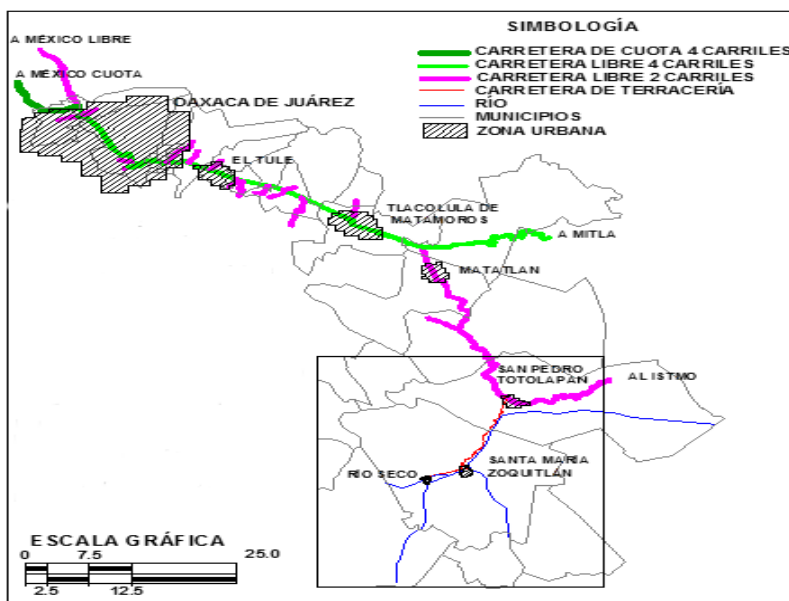 SIMBOLOGÍA
CARRETERA DE CUOTA 4 CARRILES
CARRETERA LIBRE 4 CARRILES
CARRETERA LIBRE 2 CARRILES
CARRETERA DE TERRACERÍA
RÍO
MUNICIPIOS
ZONA URBANA
A MÉXICO LIBRE
A MÉXICO CUOTA
OAXACA DE JUÁREZ
EL TULE
TLACOLULA DE
MATAMOROS
A MITLA
MATATLAN
SAN PEDRO
TOTOLAPAN
AL ISTMO
SANTA MARÍA
ZOQUITLÁN
RÍO SECO
ESCALA GRÁFICA
0 7.5 25.0
2.5 12.5